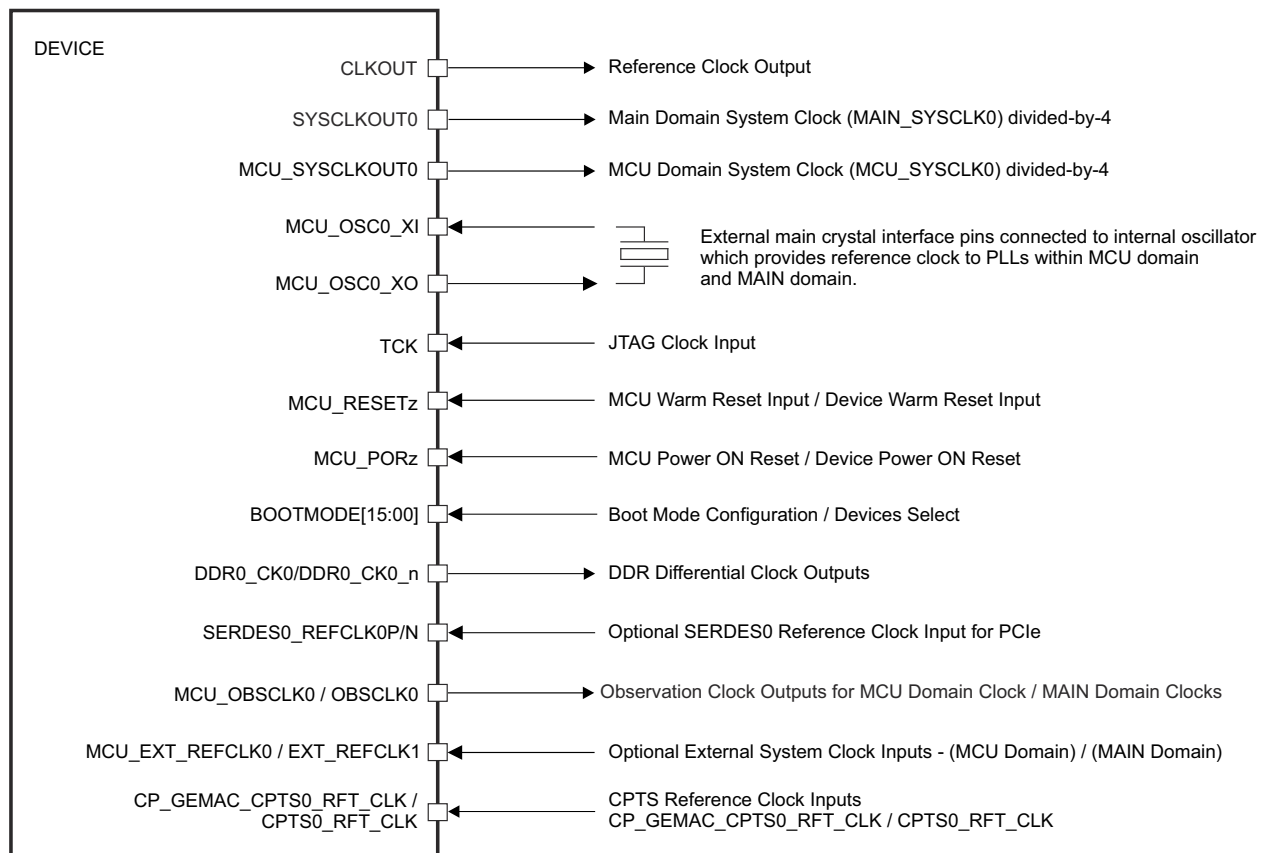 DEVICE
CLKOUT
Reference Clock Output
SYSCLKOUT0
Main Domain System Clock (MAIN_SYSCLK0) divided-by-4
MCU_SYSCLKOUT0
MCU Domain System Clock (MCU_SYSCLK0) divided-by-4
MCU_OSC0_XI
External main crystal interface pins connected to internal oscillator
which provides reference clock to PLLs within MCU domain
and MAIN domain.
MCU_OSC0_XO
TCK
JTAG Clock Input
MCU_RESETz
MCU Warm Reset Input / Device Warm Reset Input
MCU_PORz
MCU Power ON Reset / Device Power ON Reset
BOOTMODE[15:00]
Boot Mode Configuration / Devices Select
DDR0_CK0/DDR0_CK0_n
DDR Differential Clock Outputs
SERDES0_REFCLK0P/N
Optional SERDES0 Reference Clock Input for PCIe
MCU_OBSCLK0 / OBSCLK0
Observation Clock Outputs for MCU Domain Clock / MAIN Domain Clocks
MCU_EXT_REFCLK0 / EXT_REFCLK1
Optional External System Clock Inputs - (MCU Domain) / (MAIN Domain)
CP_GEMAC_CPTS0_RFT_CLK /
CPTS0_RFT_CLK
CPTS Reference Clock Inputs
CP_GEMAC_CPTS0_RFT_CLK / CPTS0_RFT_CLK